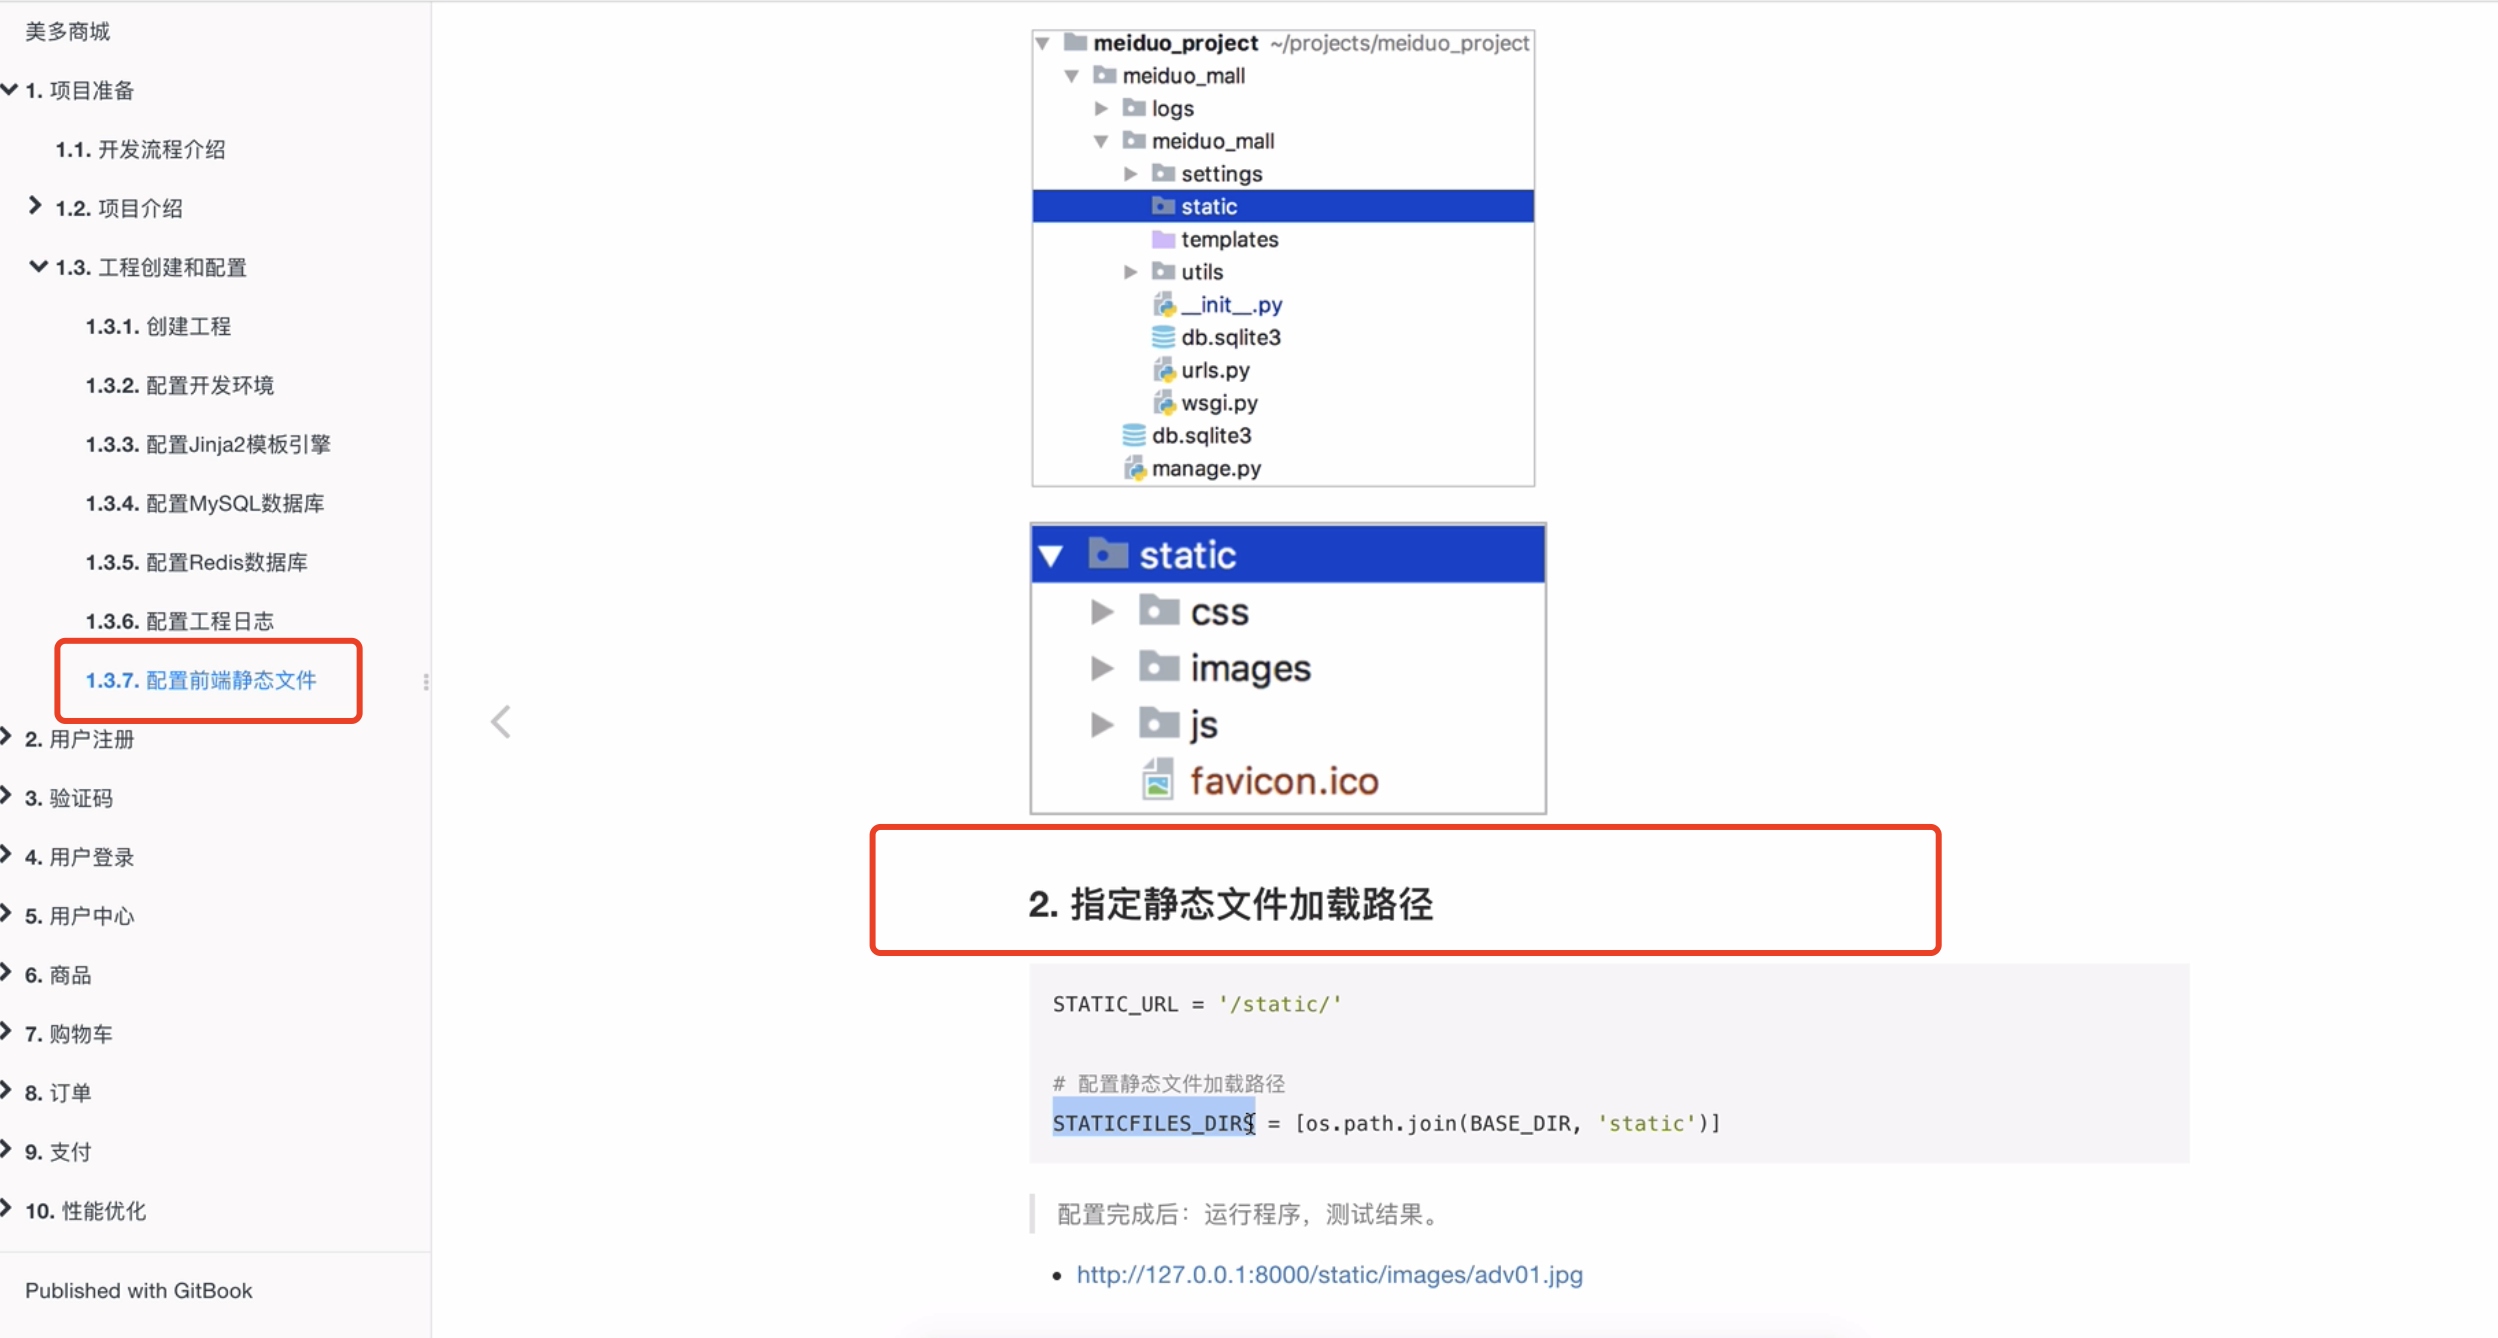 美多商城
1. 项目准备
1.1. 开发流程介绍
1.2. 项目介绍
1.3. 工程创建和配置
1.3.1. 创建工程
1.3.2. 配置开发环境
1.3.3. 配置Jinja2模板引擎
1.3.4. 配置MySQL数据库
1.3.5. 配置Redis数据库
1.3.6. 配置工程日志
1.3.7. 配置前端静态文件
2. 用户注册
3. 验证码
4. 用户登录
5. 用户中心
6. 商品
7. 购物车
8. 订单
9. 支付
10. 性能优化
Published with GitBook
meiduo_project ~/projects/meiduo_project
meiduo_mall
logs
meiduo_mall
settings
static
templates
utils
__init__.py
db.sqlite3
urls.py
wsgi.py
db.sqlite3
manage.py
static
css
images
js
favicon.ico
2. 指定静态文件加载路径
STATIC_URL = '/static/'
# 配置静态文件加载路径
STATICFILES_DIRS = [os.path.join(BASE_DIR, 'static')]
配置完成后：运行程序，测试结果。
http://127.0.0.1:8000/static/images/adv01.jpg